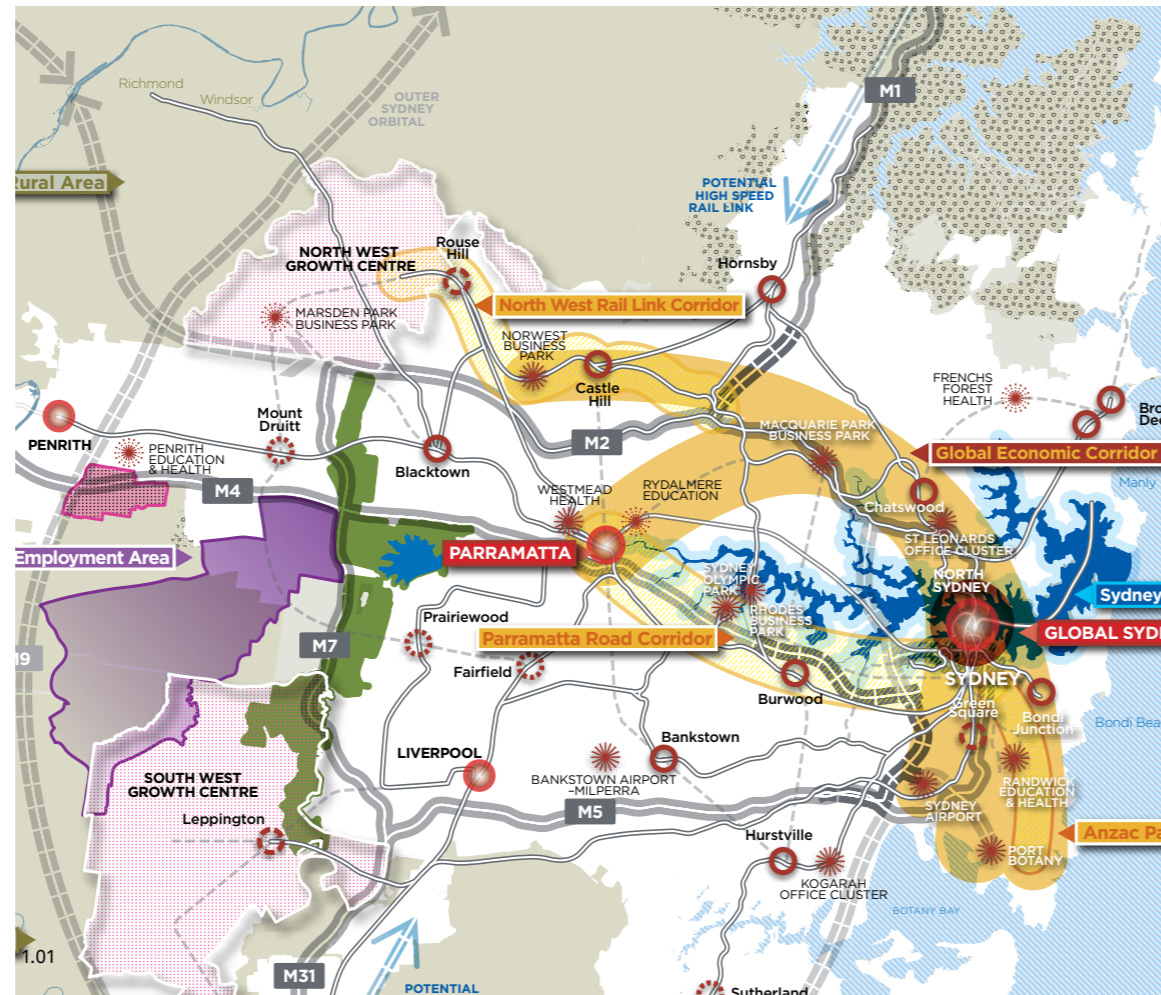 Richmond
Windsor
OUTER
SYDNEY
ORBITAL
M1
Rural Area
POTENTIAL
HIGH SPEED
RAIL LINK
Rouse
Hill
NORTH WEST
GROWTH CENTRE
Hornsby
North West Rail Link Corridor
MARSDEN PARK
BUSINESS PARK
NORWEST
BUSINESS
PARK
Castle
Hill
FRENCHS
FOREST
HEALTH
Bro
Dee
Mount
Druitt
PENRITH
PENRITH
EDUCATION
& HEALTH
M2
MACQUARIE PARK
BUSINESS PARK
Global Economic Corridor
Blacktown
Manly
M4
WESTMEAD
HEALTH
RYDALMERE
EDUCATION
Chatswood
ST LEONARDS
OFFICE CLUSTER
Employment Area
PARRAMATTA
SYDNEY
OLYMPIC
PARK
NORTH
SYDNEY
Sydney
RHODES
BUSINESS
PARK
Prairiewood
Parramatta Road Corridor
GLOBAL SYD
M7
19
Fairfield
SYDNEY
Burwood
Green
Square
Bondi
Junction
Bondi Bea
Bankstown
LIVERPOOL
SOUTH WEST
GROWTH CENTRE
BANKSTOWN AIRPORT
–MILPERRA
RANDWICK
EDUCATION
& HEALTH
M5
SYDNEY
AIRPORT
Leppington
Hurstville
Anzac Pa
PORT
BOTANY
KOGARAH
OFFICE CLUSTER
BOTANY BAY
1.01
M31
POTENTIAL
Sutherland